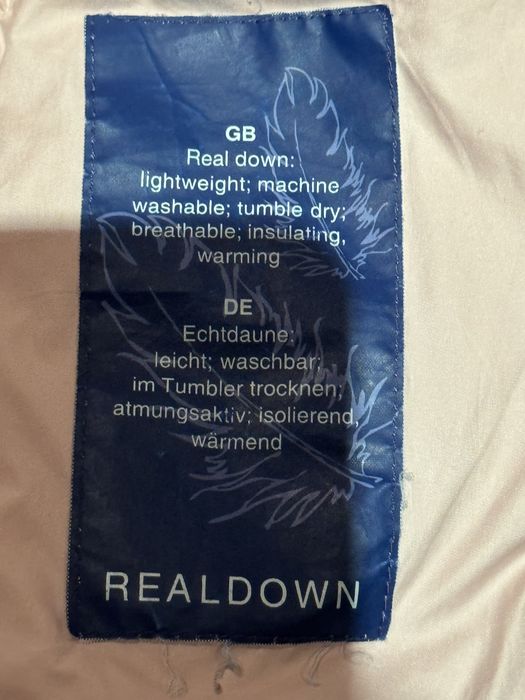 GB
Real down:
lightweight; machine
washable; tumble dry;
breathable; insulating,
warming
DE
Echtdaune:
leicht; waschbar;
im Tumbler trocknen;
atmungsaktiv; isolierend,
wärmend
REALDOWN